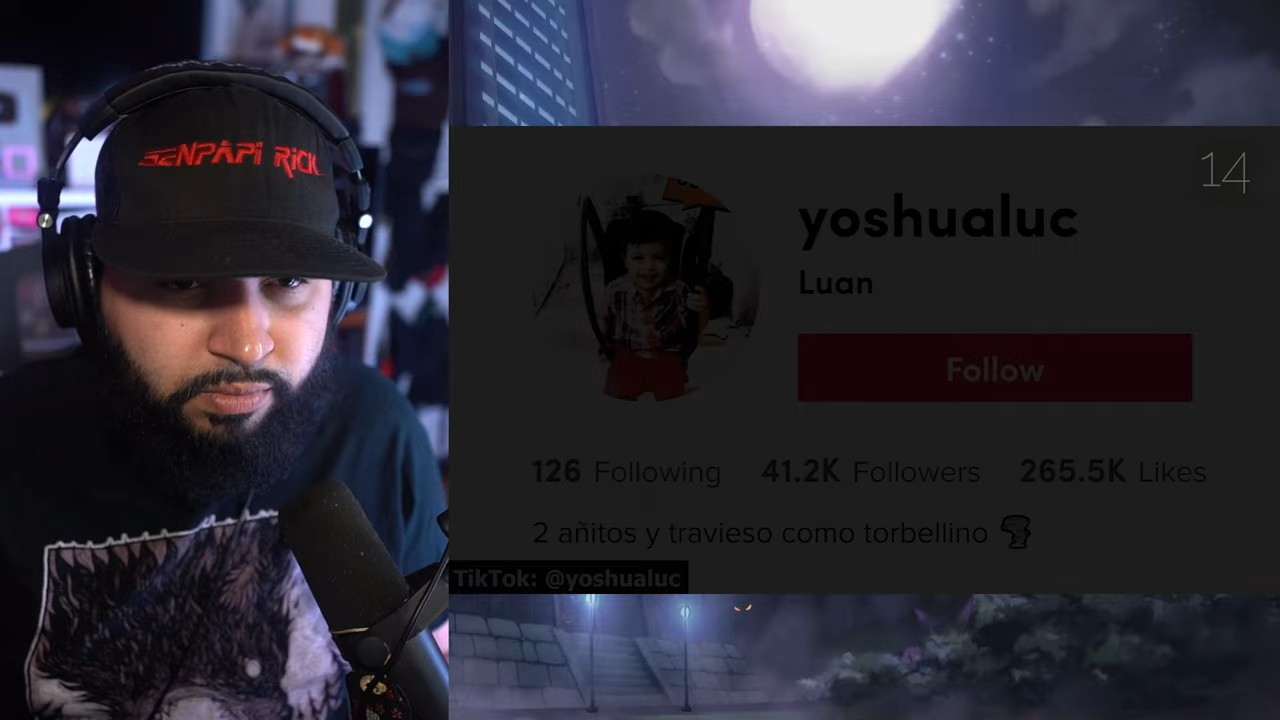 SENPAPI RICK
14
yoshualuc
Luan
Follow
126 Following 41.2K Followers 265.5K Likes
2 añitos y travieso como torbellino
TikTok: @yoshualuc